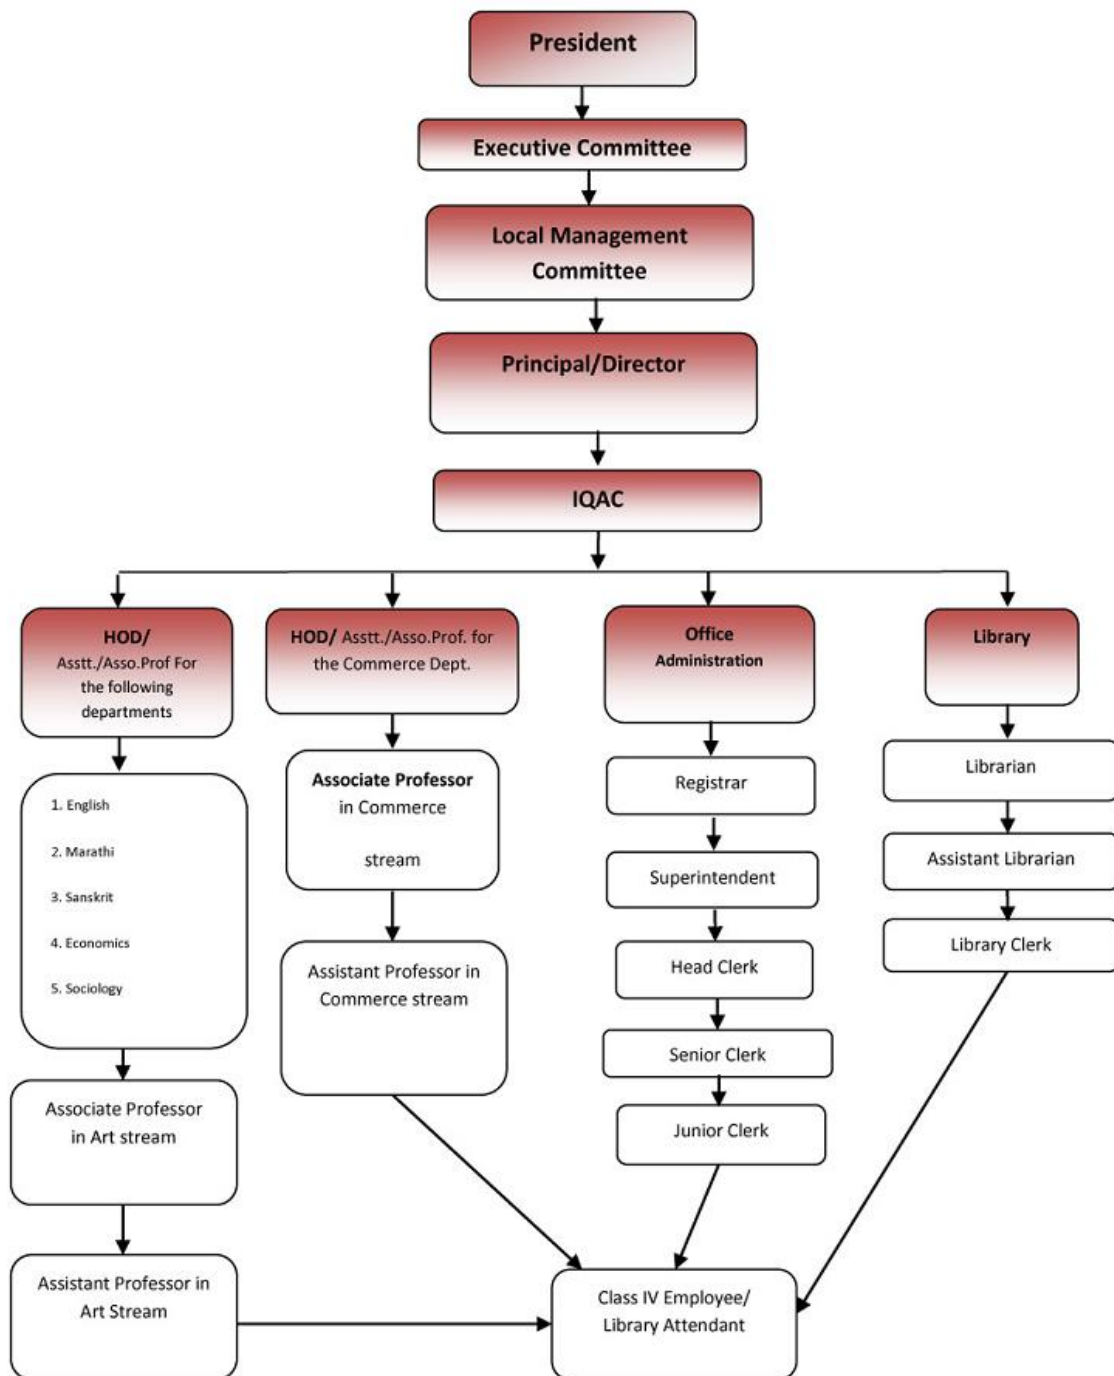 President
Executive Committee
Local Management
Committee
Principal/Director
IQAC
HOD/
Asstt./Asso.Prof For
the following
departments
1. English
2. Marathi
3. Sanskrit
4. Economics
5. Sociology
Associate Professor
in Art stream
Assistant Professor in
Art Stream
HOD/ Asstt./Asso.Prof. for
the Commerce Dept.
Associate Professor
in Commerce
stream
Assistant Professor in
Commerce stream
Office
Administration
Registrar
Superintendent
Head Clerk
Senior Clerk
Junior Clerk
Library
Librarian
Assistant Librarian
Library Clerk
Class IV Employee/
Library Attendant